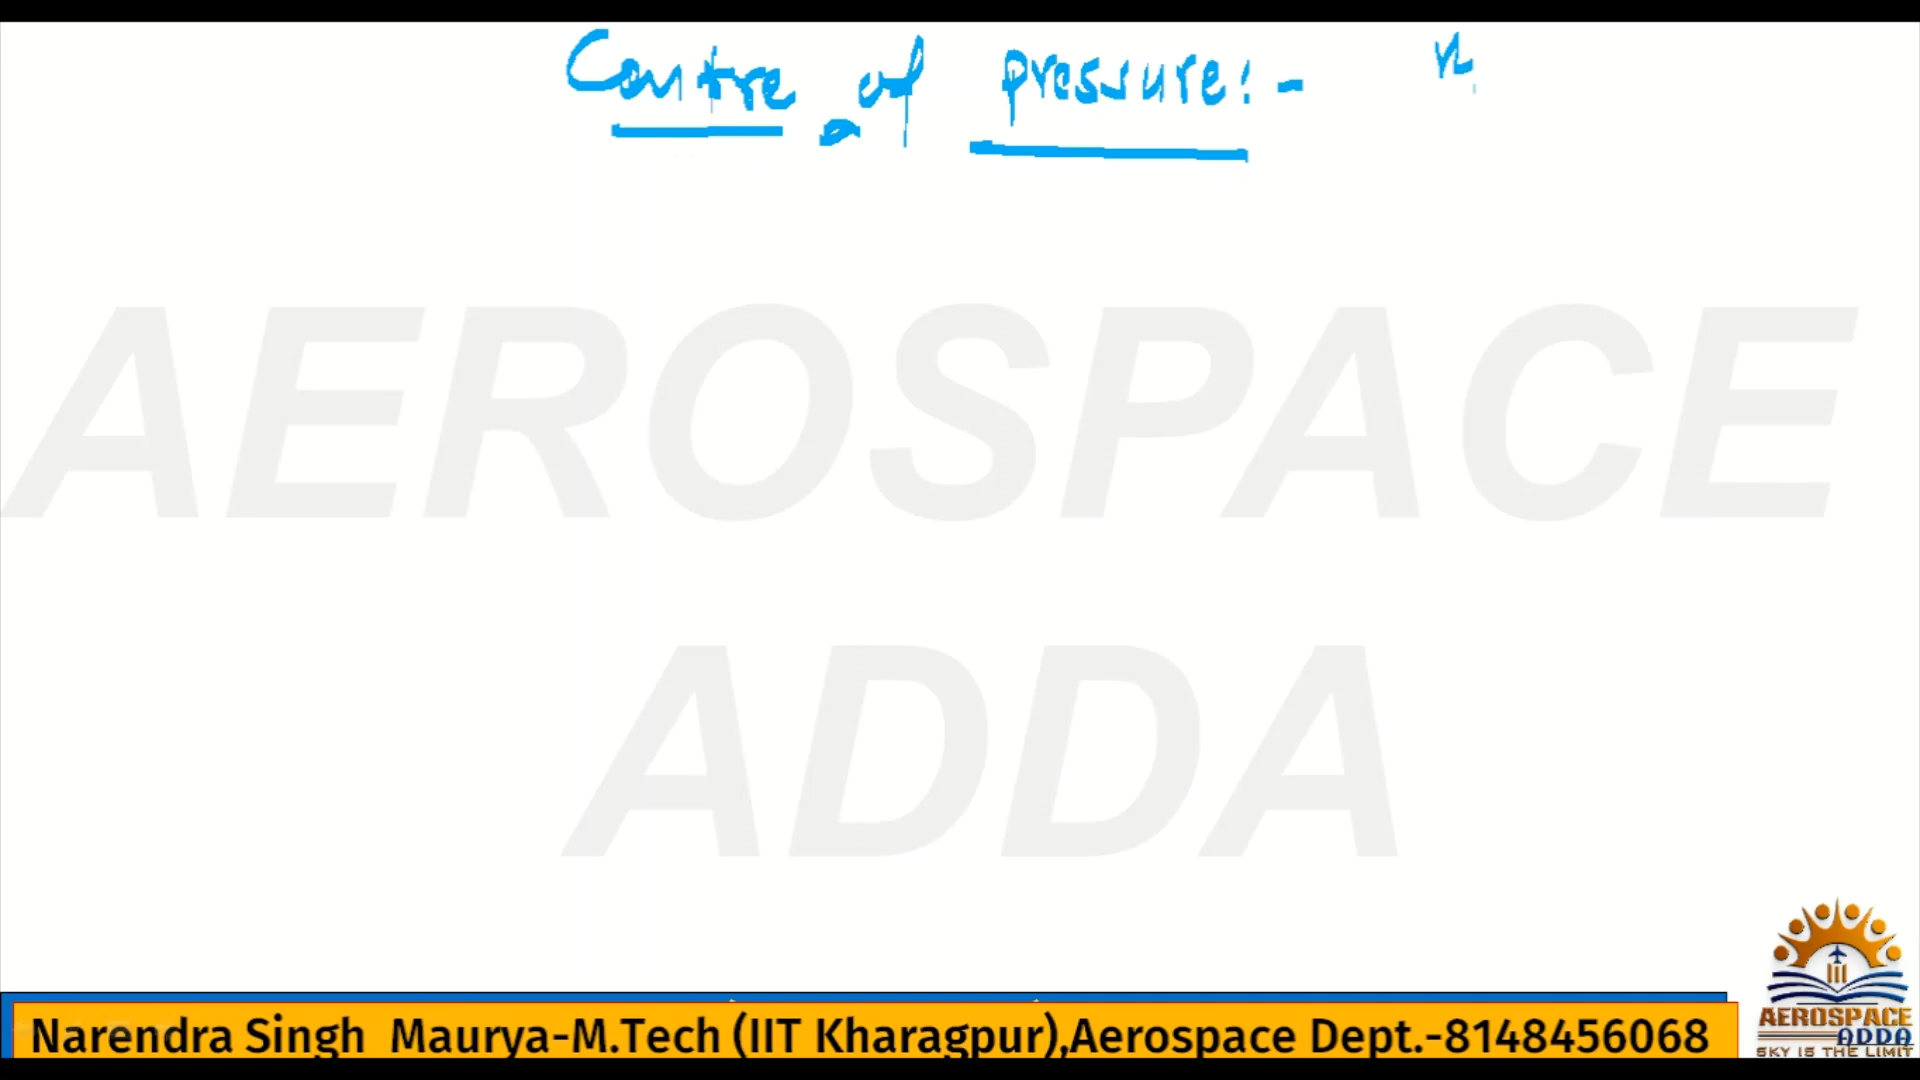 Centre of pressure:- x
AEROSPACE
ADDA
Narendra Singh Maurya-M.Tech (IIT Kharagpur),Aerospace Dept.-8148456068
AEROSPACE
ADDA
SKY IS THE LIMIT